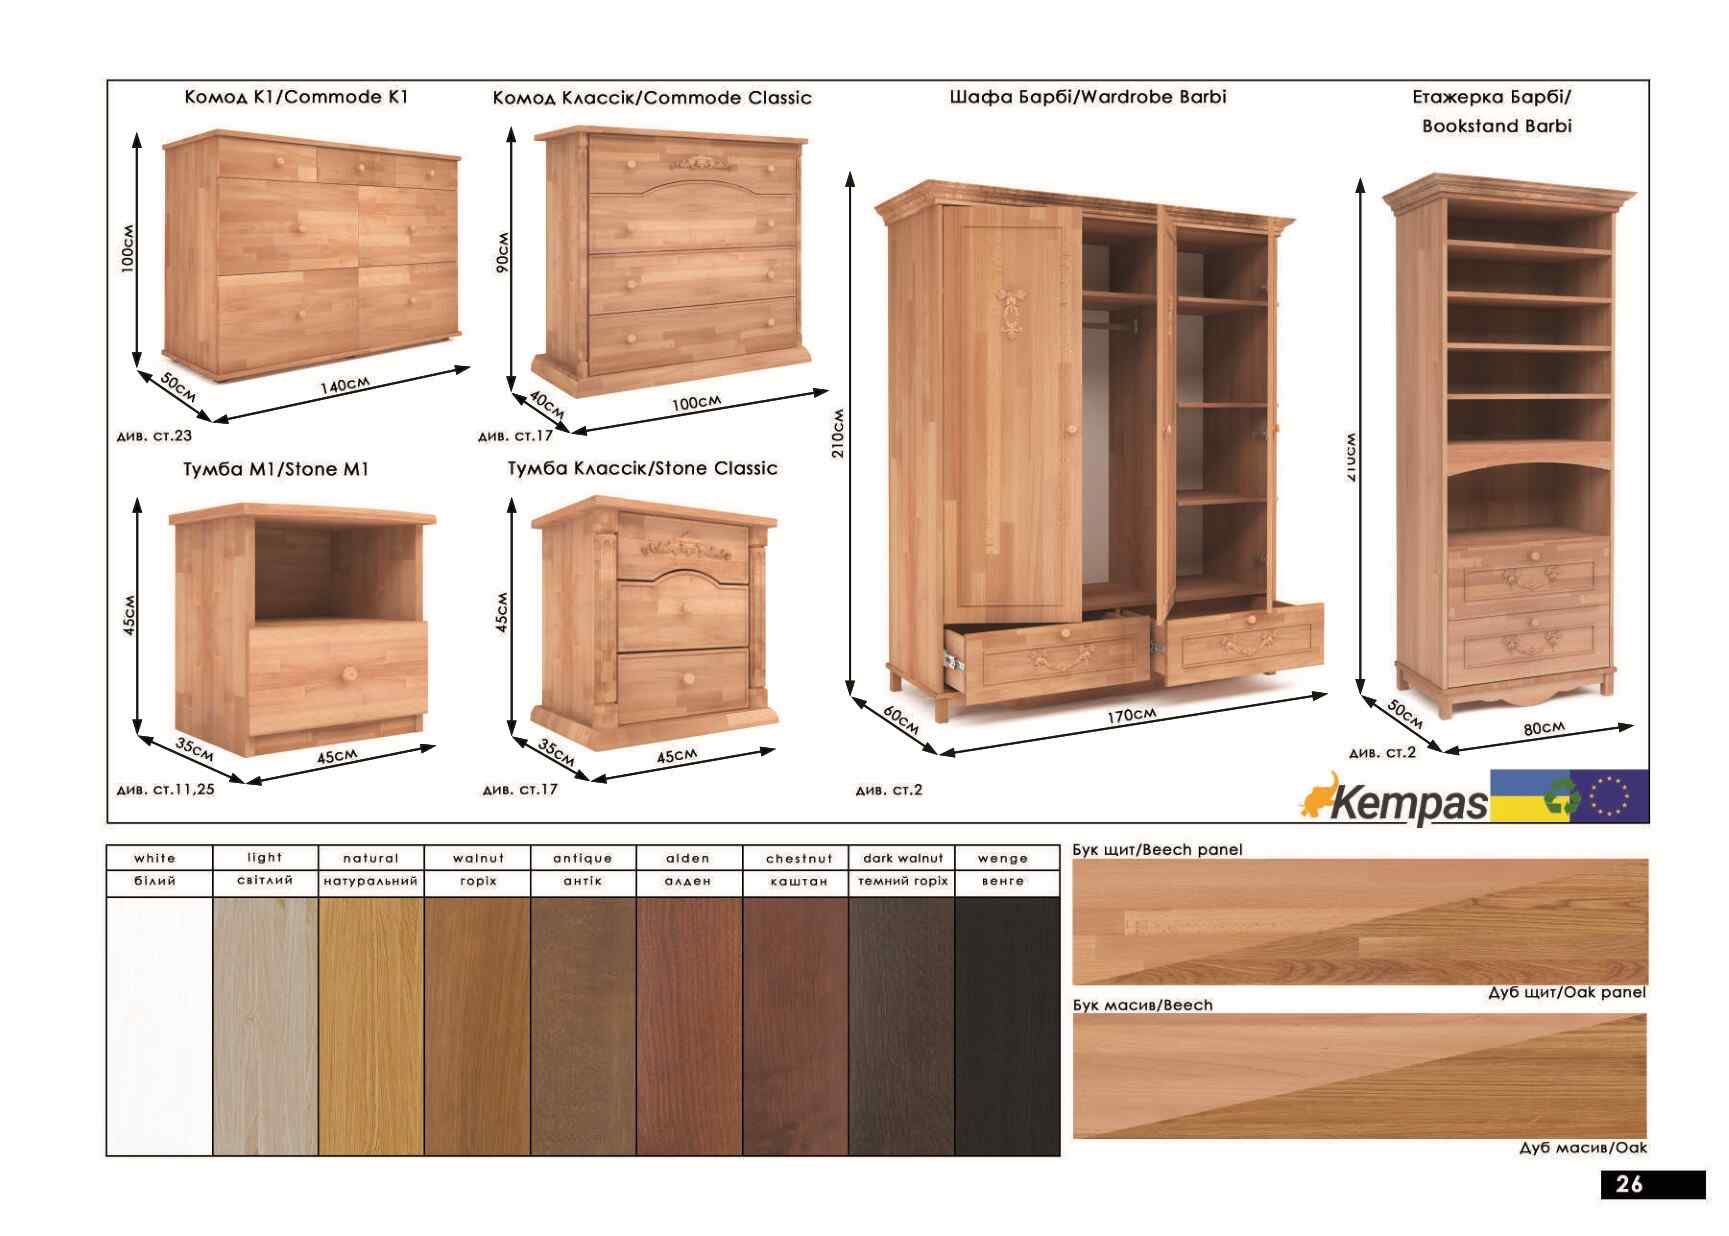 Комод К1/Commode K1
100см
50см
140см
див. ст.23
Комод Классік/Commode Classic
90см
40см
100см
див. ст.17
Шафа Барбі/Wardrobe Barbi
210см
60см
170см
див. ст.2
Етажерка Барбі/
Bookstand Barbi
210см
50см
80см
див. ст.2
Тумба М1/Stone M1
45см
35см
45см
див. ст.11,25
Тумба Классік/Stone Classic
45см
35см
45см
див. ст.17
Kempas
white light natural walnut antique alden chestnut dark walnut wenge
білий світлий натуральний горіх антік алден каштан темний горіх венге
Бук щит/Beech panel
Дуб щит/Oak panel
Бук масив/Beech
Дуб масив/Oak
26